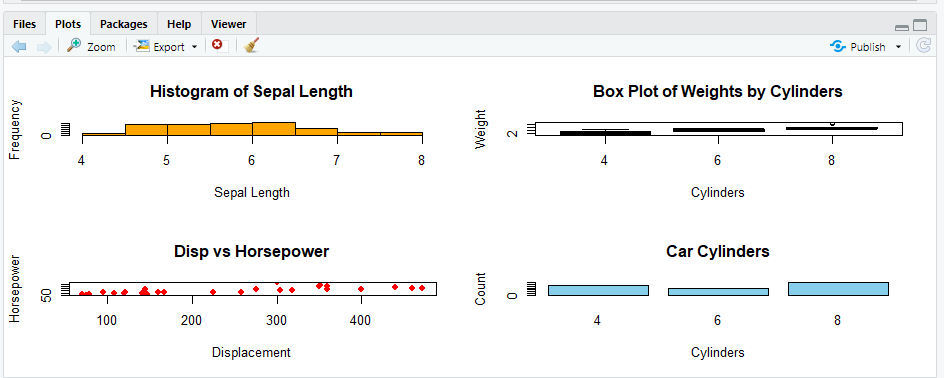 Files Plots Packages Help Viewer
Zoom Export Publish
Histogram of Sepal Length
Frequency
0
4 5 6 7 8
Sepal Length
Box Plot of Weights by Cylinders
Weight
2
4 6 8
Cylinders
Disp vs Horsepower
Horsepower
50
100 200 300 400
Displacement
Car Cylinders
Count
0
4 6 8
Cylinders